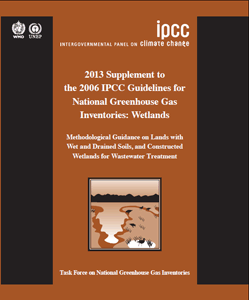 ipcc
INTERGOVERNMENTAL PANEL ON climate change
WMO UNEP
2013 Supplement to
the 2006 IPCC Guidelines for
National Greenhouse Gas
Inventories: Wetlands
Methodological Guidance on Lands with
Wet and Drained Soils, and Constructed
Wetlands for Wastewater Treatment
Task Force on National Greenhouse Gas Inventories